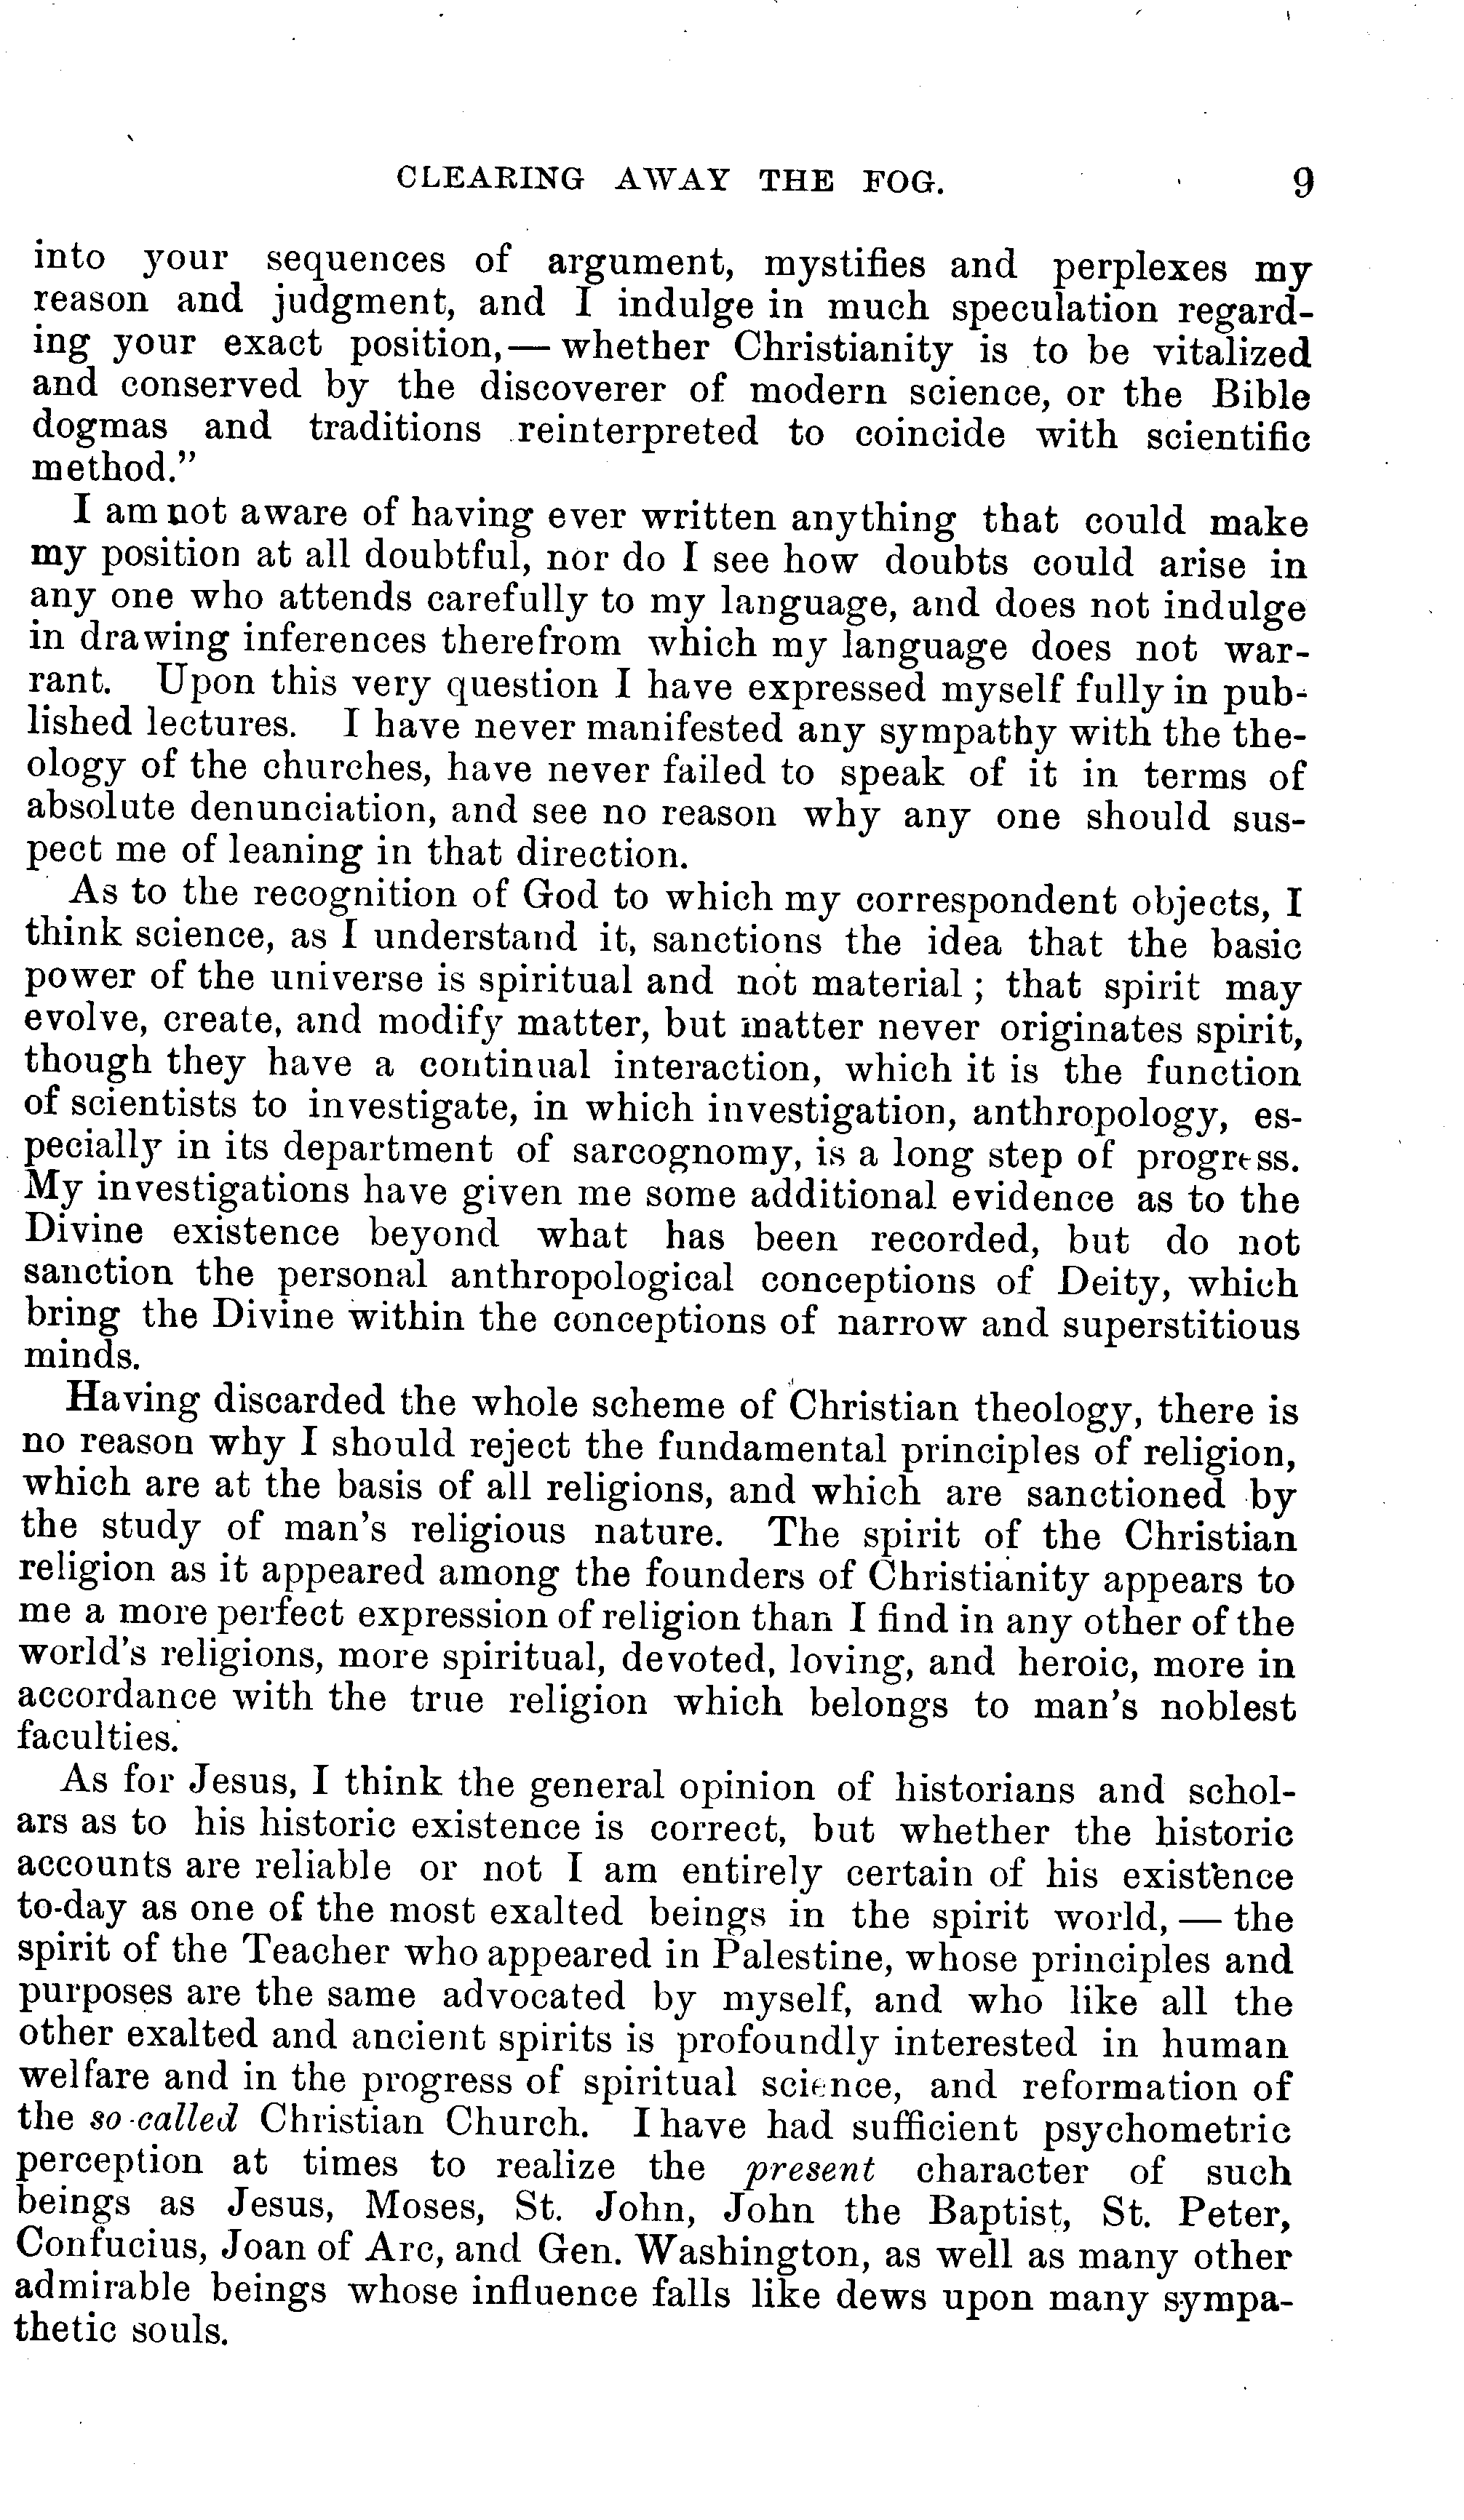 CLEARING AWAY THE FOG. 9
into your sequences of argument, mystifies and perplexes my
reason and judgment, and I indulge in much speculation regard-
ing your exact position,— whether Christianity is to be vitalized
and conserved by the discoverer of modern science, or the Bible
dogmas and traditions reinterpreted to coincide with scientific
method.”
I am not aware of having ever written anything that could make
my position at all doubtful, nor do I see how doubts could arise in
any one who attends carefully to my language, and does not indulge
in drawing inferences therefrom which my language does not war-
rant. Upon this very question I have expressed myself fully in pub-
lished lectures. I have never manifested any sympathy with the the-
ology of the churches, have never failed to speak of it in terms of
absolute denunciation, and see no reason why any one should sus-
pect me of leaning in that direction.
As to the recognition of God to which my correspondent objects, I
think science, as I understand it, sanctions the idea that the basic
power of the universe is spiritual and not material ; that spirit may
evolve, create, and modify matter, but matter never originates spirit,
though they have a continual interaction, which it is the function
of scientists to investigate, in which investigation, anthropology, es-
pecially in its department of sarcognomy, is a long step of progress.
My investigations have given me some additional evidence as to the
Divine existence beyond what has been recorded, but do not
sanction the personal anthropological conceptions of Deity, which
bring the Divine within the conceptions of narrow and superstitious
minds.
Having discarded the whole scheme of Christian theology, there is
no reason why I should reject the fundamental principles of religion,
which are at the basis of all religions, and which are sanctioned by
the study of man's religious nature. The spirit of the Christian
religion as it appeared among the founders of Christianity appears to
me a more perfect expression of religion than I find in any other of the
world's religions, more spiritual, devoted, loving, and heroic, more in
accordance with the true religion which belongs to man's noblest
faculties.
As for Jesus, I think the general opinion of historians and schol-
ars as to his historic existence is correct, but whether the historic
accounts are reliable or not I am entirely certain of his existence
to-day as one of the most exalted beings in the spirit world, — the
spirit of the Teacher who appeared in Palestine, whose principles and
purposes are the same advocated by myself, and who like all the
other exalted and ancient spirits is profoundly interested in human
welfare and in the progress of spiritual science, and reformation of
the so-called Christian Church. I have had sufficient psychometric
perception at times to realize the present character of such
beings as Jesus, Moses, St. John, John the Baptist, St. Peter,
Confucius, Joan of Arc, and Gen. Washington, as well as many other
admirable beings whose influence falls like dews upon many sympa-
thetic souls.